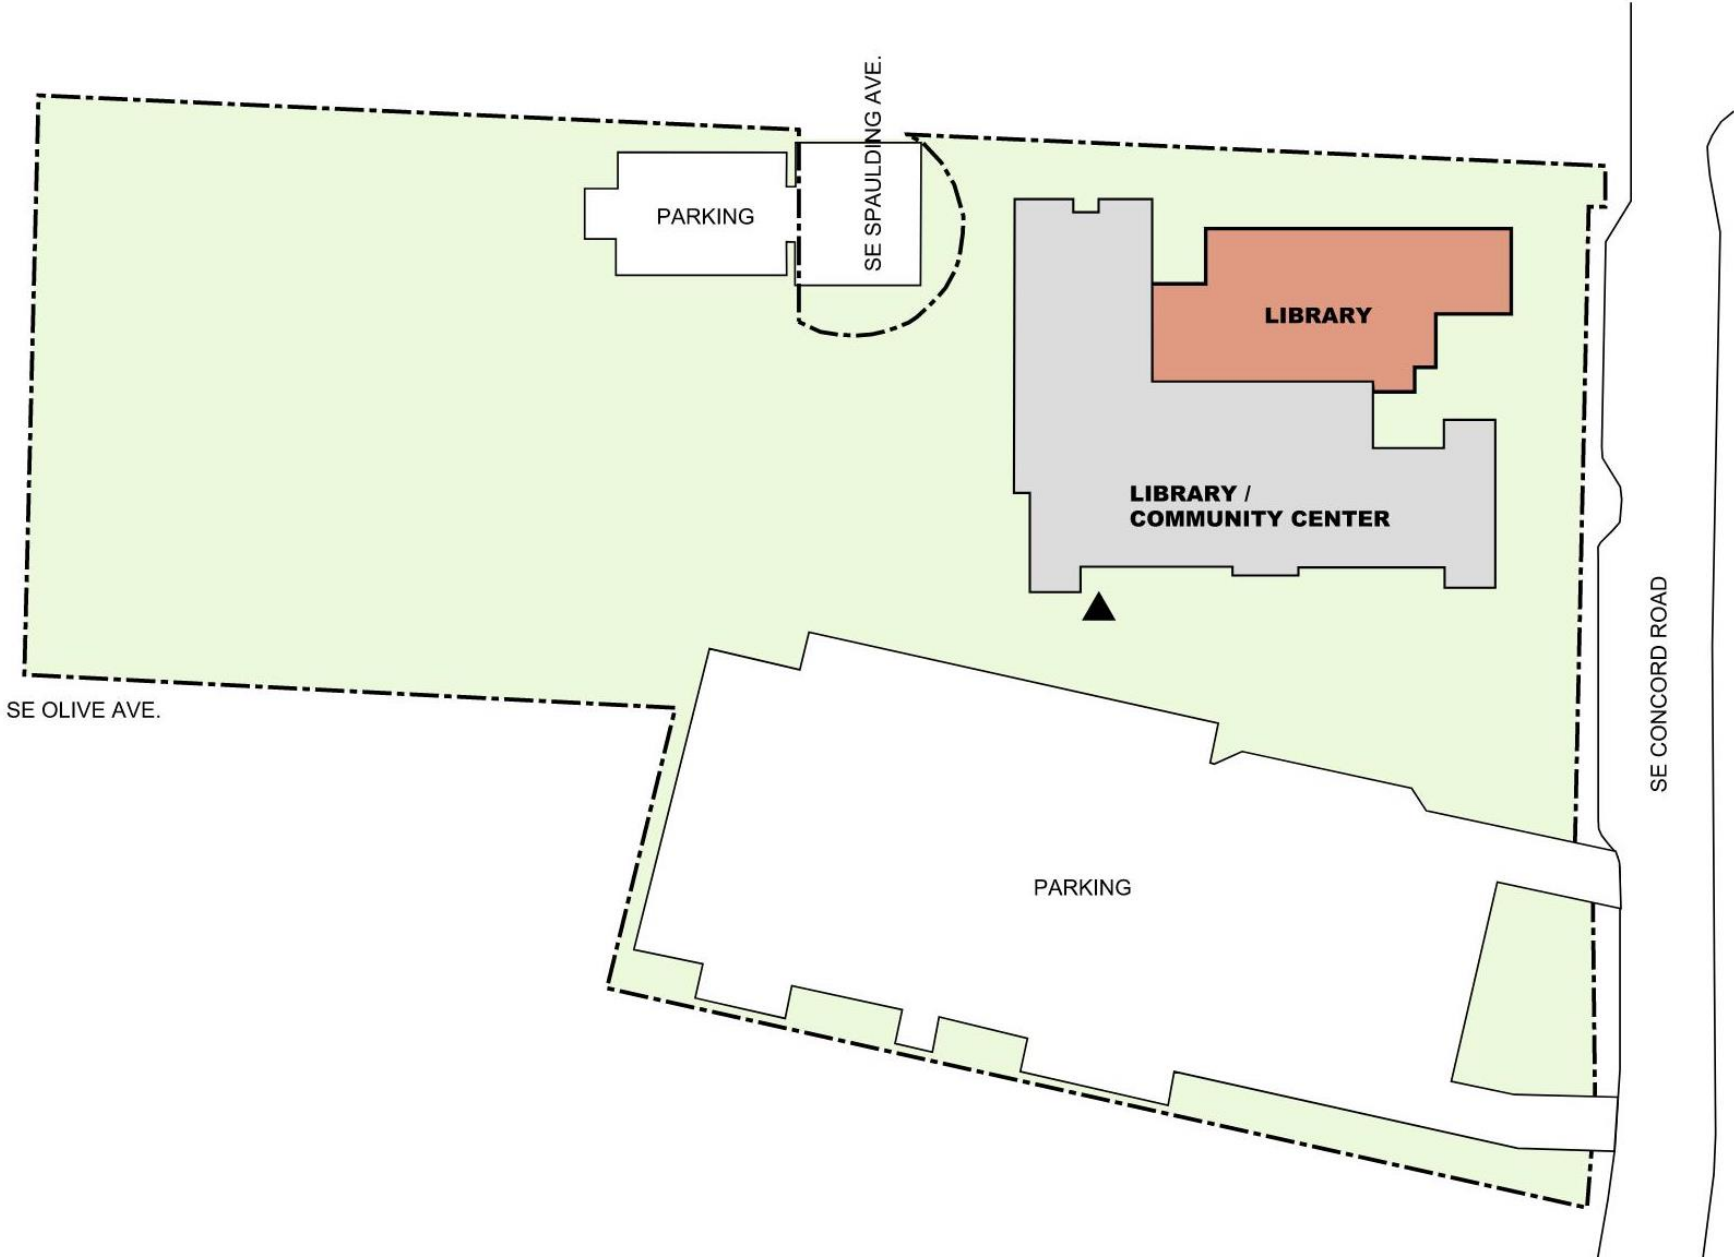 SE SPAULDING AVE.
PARKING
LIBRARY
LIBRARY /
COMMUNITY CENTER
SE CONCORD ROAD
SE OLIVE AVE.
PARKING